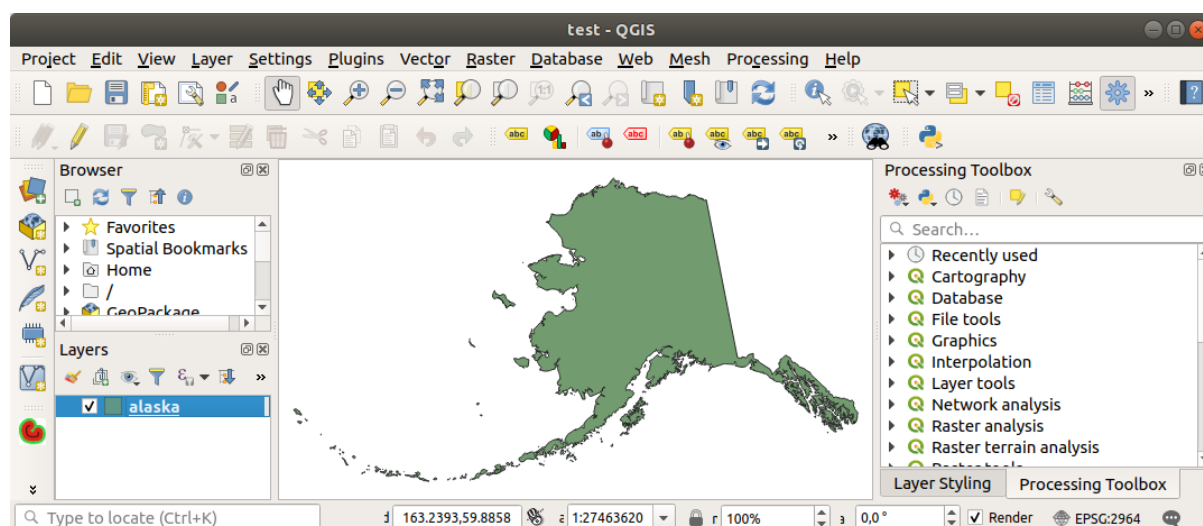 test - QGIS
Project Edit View Layer Settings Plugins Vector Raster Database Web Mesh Processing Help
Browser
Favorites
Spatial Bookmarks
Home
/
GeoPackage
Layers
alaska
Processing Toolbox
Search...
Recently used
Cartography
Database
File tools
Graphics
Interpolation
Layer tools
Network analysis
Raster analysis
Raster terrain analysis
Raster tools
Layer Styling Processing Toolbox
Type to locate (Ctrl+K) 163.2393,59.8858 1:27463620 100% 0,0° Render EPSG:2964